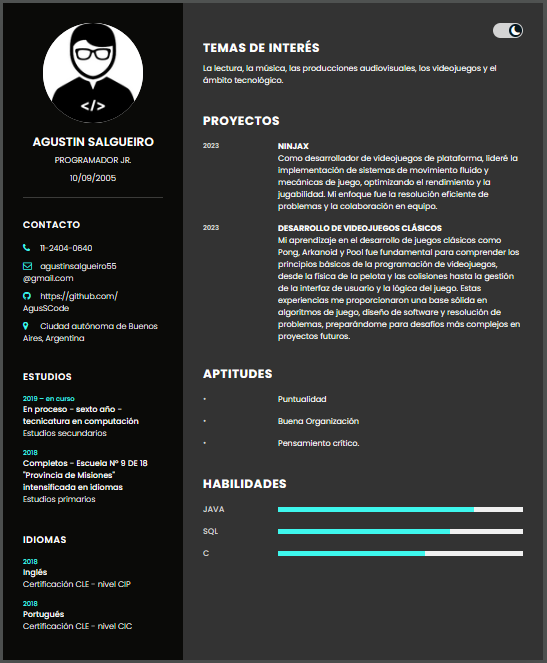 </>
AGUSTIN SALGUEIRO
PROGRAMADOR JR.
10/09/2005
CONTACTO
11-2404-0640
agustinsalgueiro55
@gmail.com
https://github.com/
AgusSCode
Ciudad autónoma de Buenos
Aires, Argentina
ESTUDIOS
2019 – en curso
En proceso - sexto año -
tecnicatura en computación
Estudios secundarios
2018
Completos - Escuela N° 9 DE 18
"Provincia de Misiones"
intensificada en idiomas
Estudios primarios
IDIOMAS
2018
Inglés
Certificación CLE - nivel CIP
2018
Portugués
Certificación CLE - nivel CIC
TEMAS DE INTERÉS
La lectura, la música, las producciones audiovisuales, los videojuegos y el
ámbito tecnológico.
PROYECTOS
2023
NINJAX
Como desarrollador de videojuegos de plataforma, lideré la
implementación de sistemas de movimiento fluido y
mecánicas de juego, optimizando el rendimiento y la
jugabilidad. Mi enfoque fue la resolución eficiente de
problemas y la colaboración en equipo.
2023
DESARROLLO DE VIDEOJUEGOS CLÁSICOS
Mi aprendizaje en el desarrollo de juegos clásicos como
Pong, Arkanoid y Pool fue fundamental para comprender los
principios básicos de la programación de videojuegos,
desde la física de la pelota y las colisiones hasta la gestión
de la interfaz de usuario y la lógica del juego. Estas
experiencias me proporcionaron una base sólida en
algoritmos de juego, diseño de software y resolución de
problemas, preparándome para desafíos más complejos en
proyectos futuros.
APTITUDES
• Puntualidad
• Buena Organización
• Pensamiento crítico.
HABILIDADES
JAVA
SQL
C